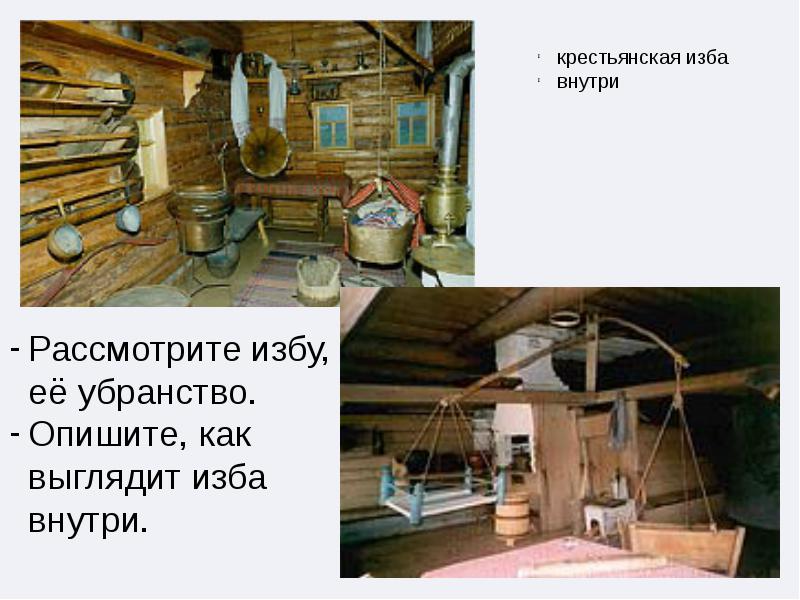 крестьянская изба
внутри
- Рассмотрите избу,
её убранство.
- Опишите, как
выглядит изба
внутри.